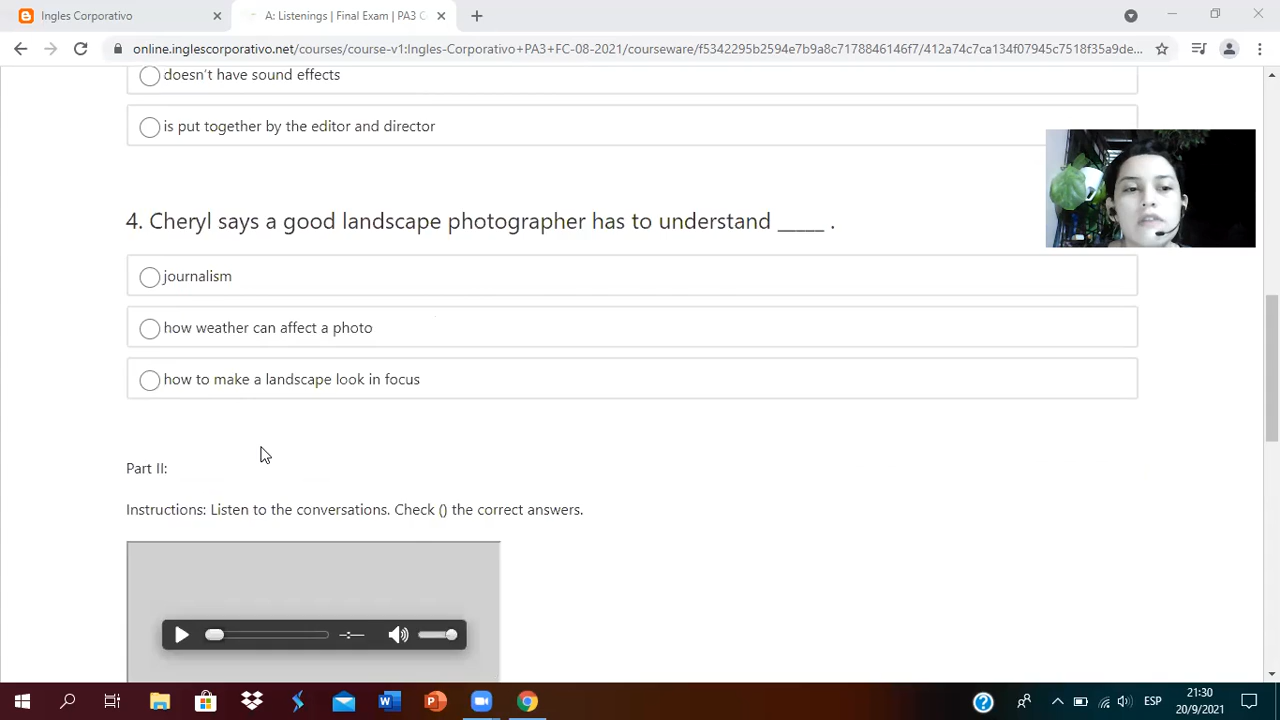 Ingles Corporativo
A: Listenings | Final Exam | PA3 C
online.inglescorporativo.net/courses/course-v1:Ingles-Corporativo+PA3+FC-08-2021/courseware/f5342295b2594e7b9a8c7178846146f7/412a74c7ca134f07945c7518f35a9de...
doesn't have sound effects
is put together by the editor and director
4. Cheryl says a good landscape photographer has to understand _____ .
journalism
how weather can affect a photo
how to make a landscape look in focus
Part II:
Instructions: Listen to the conversations. Check () the correct answers.
ESP
21:30
20/9/2021